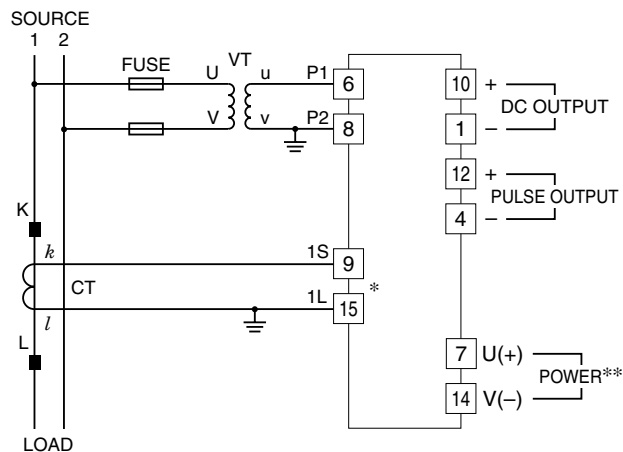 SOURCE
1 2
FUSE
VT
U u P1 6
V v P2 8
10 +
DC OUTPUT
1 −
12 +
PULSE OUTPUT
4 −
K
k
1S 9
CT
1L 15 *
l
L
7 U(+)
POWER**
14 V(−)
LOAD